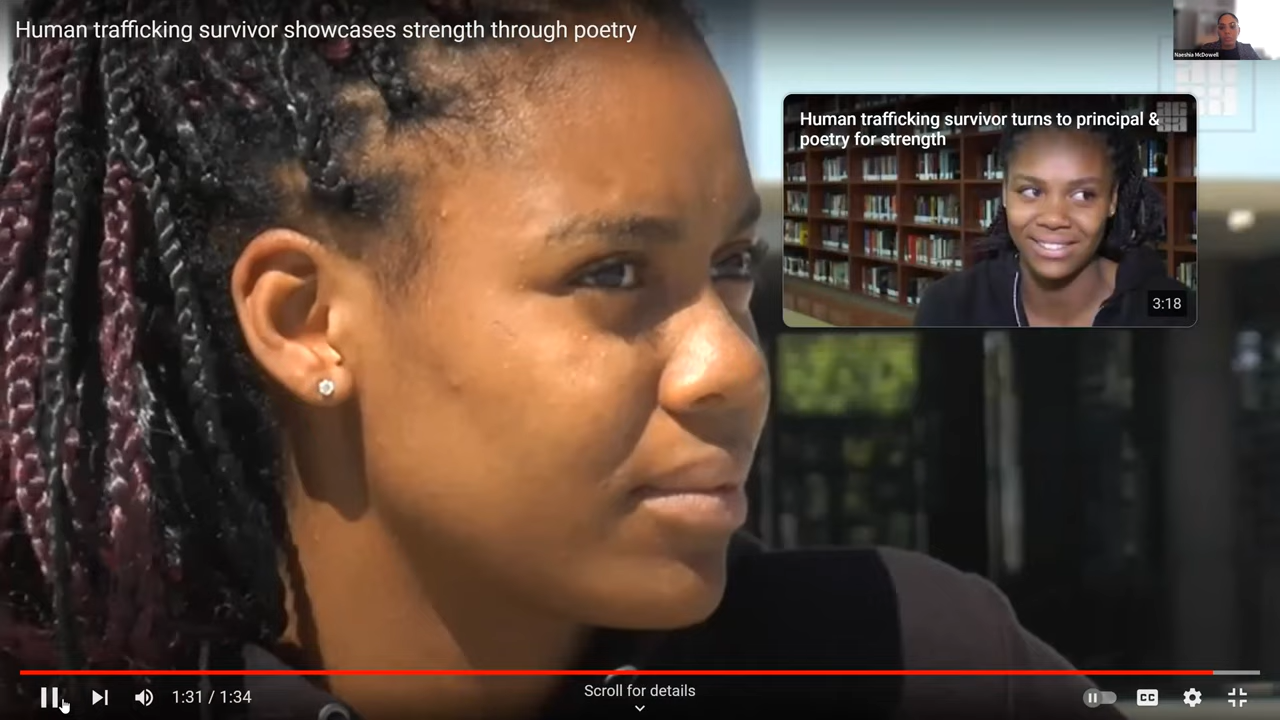 Human trafficking survivor showcases strength through poetry
Naeshia McDowell
Human trafficking survivor turns to principal &
poetry for strength
3:18
1:31 / 1:34
Scroll for details
CC